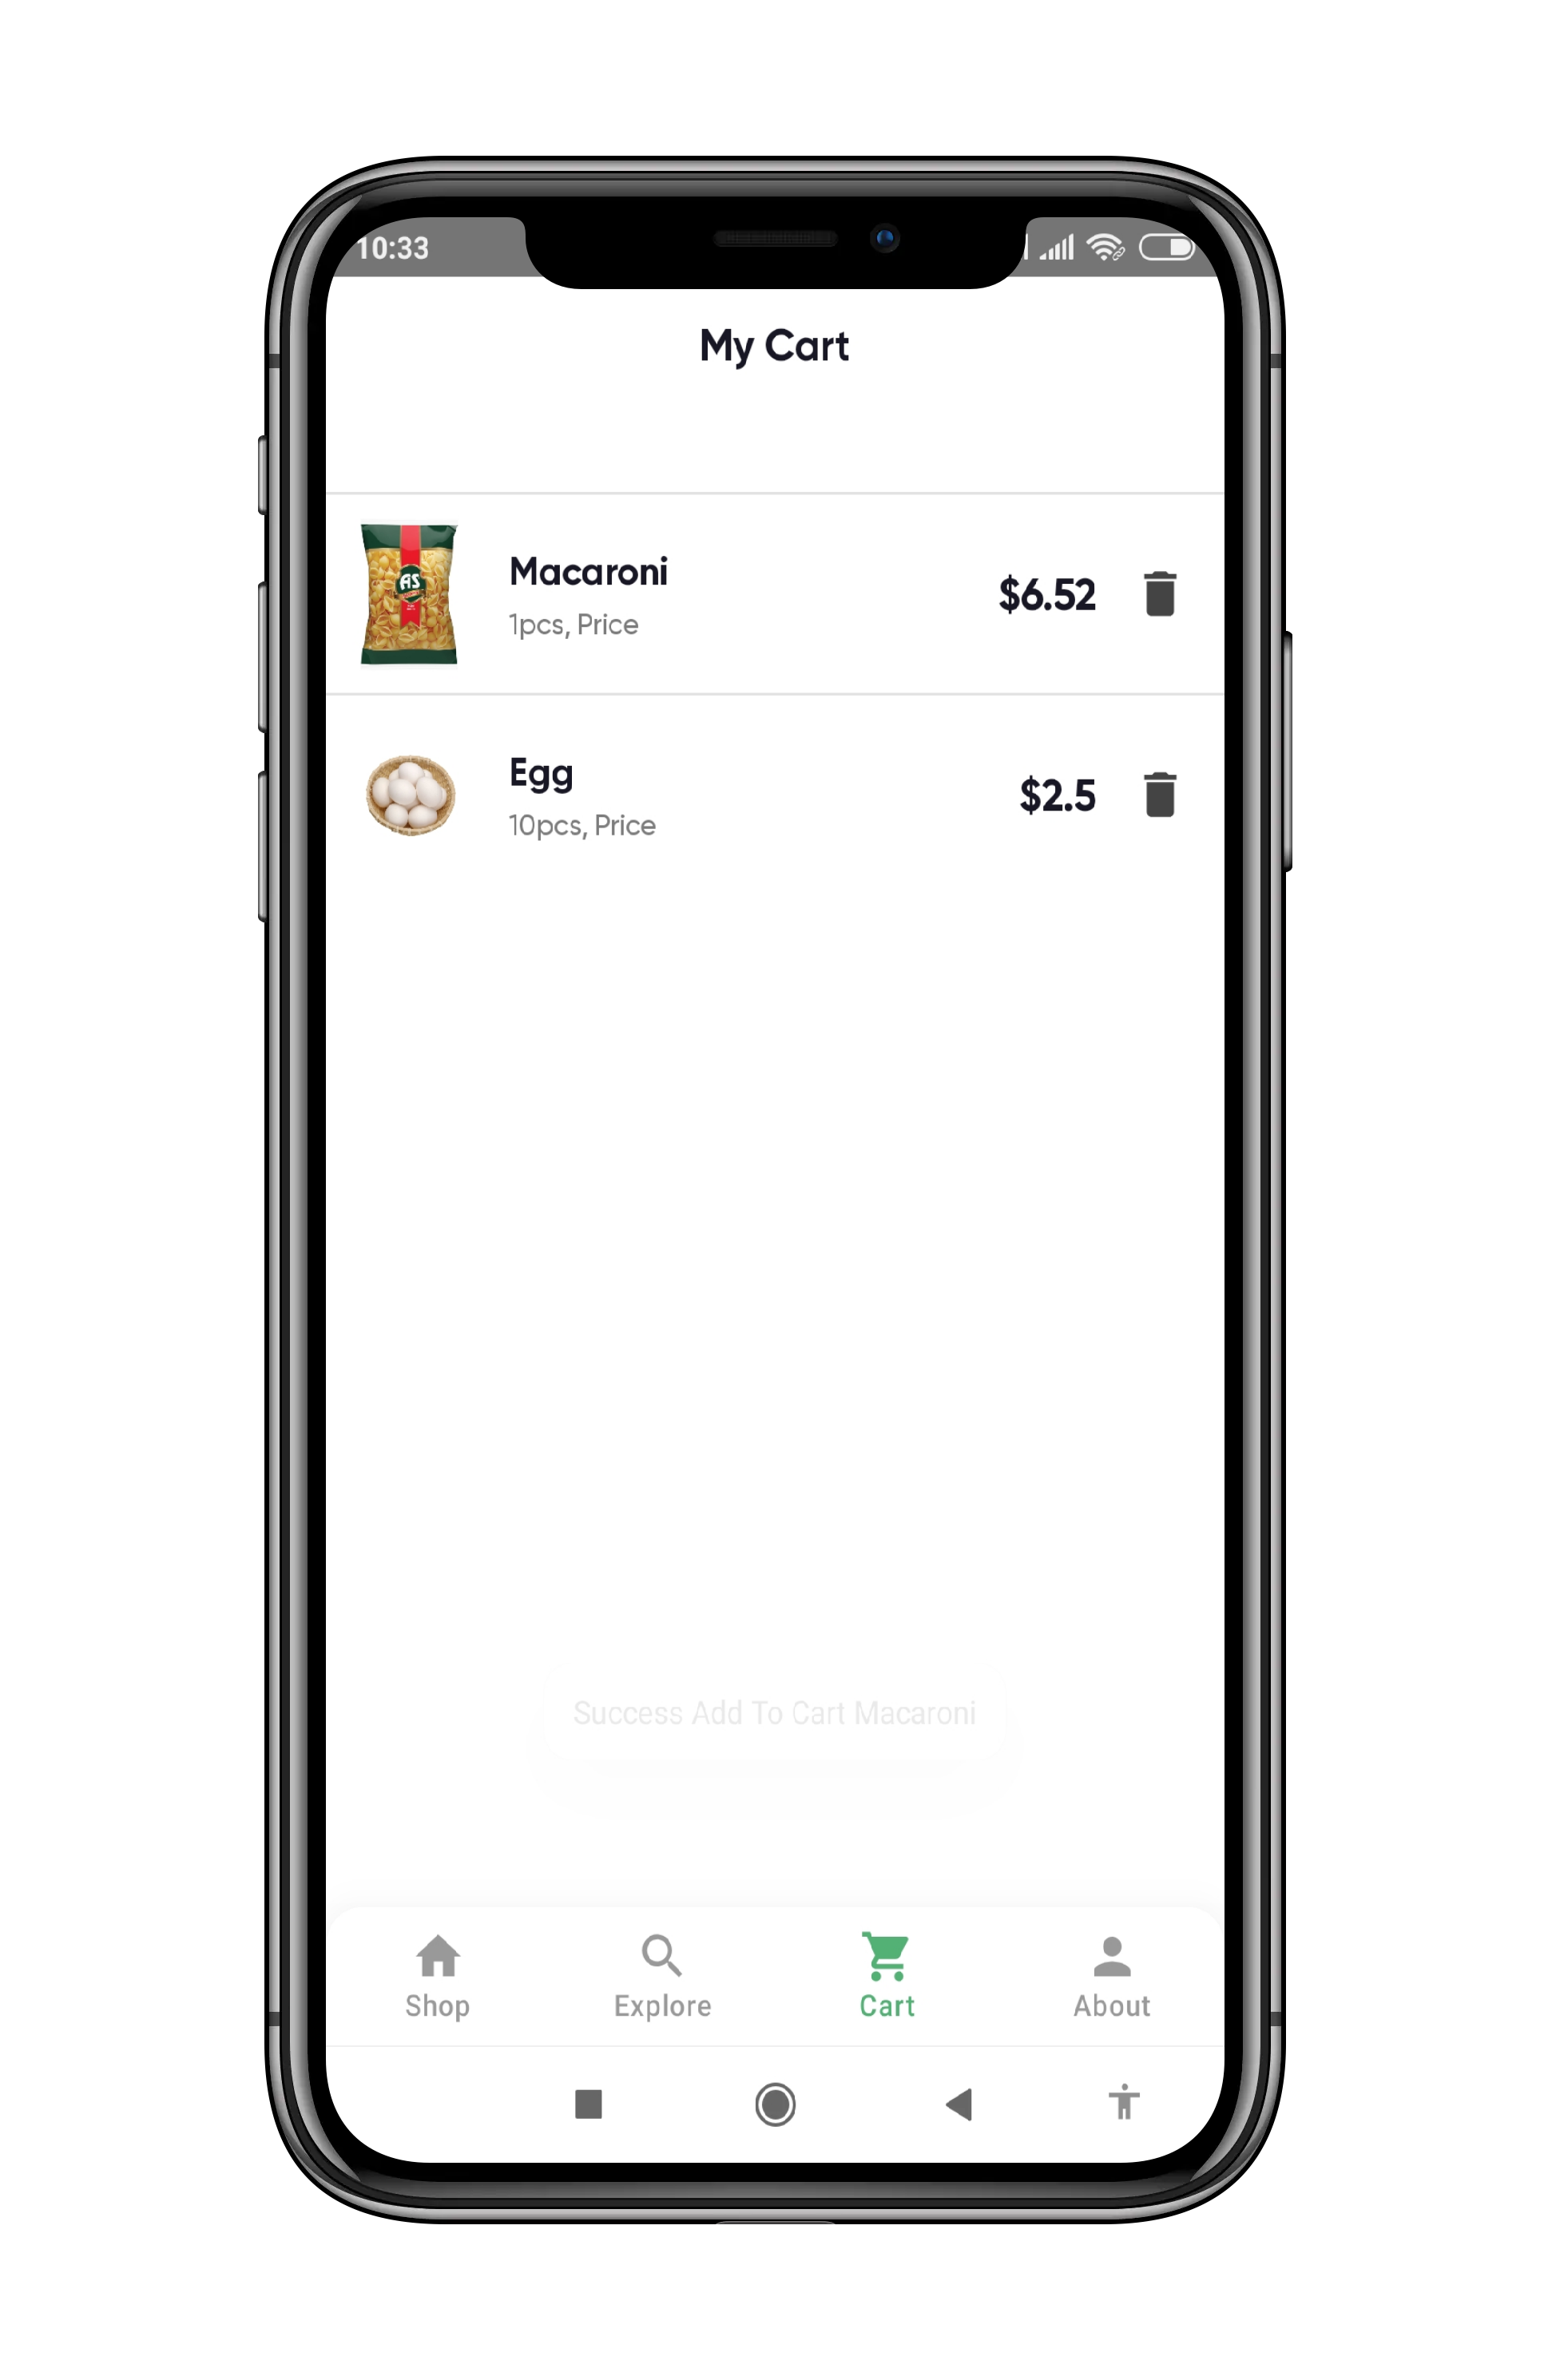 10:33
My Cart
Macaroni
1pcs, Price
$6.52
AS
Egg
10pcs, Price
$2.5
Success Add To Cart Macaroni
Shop
Explore
Cart
About